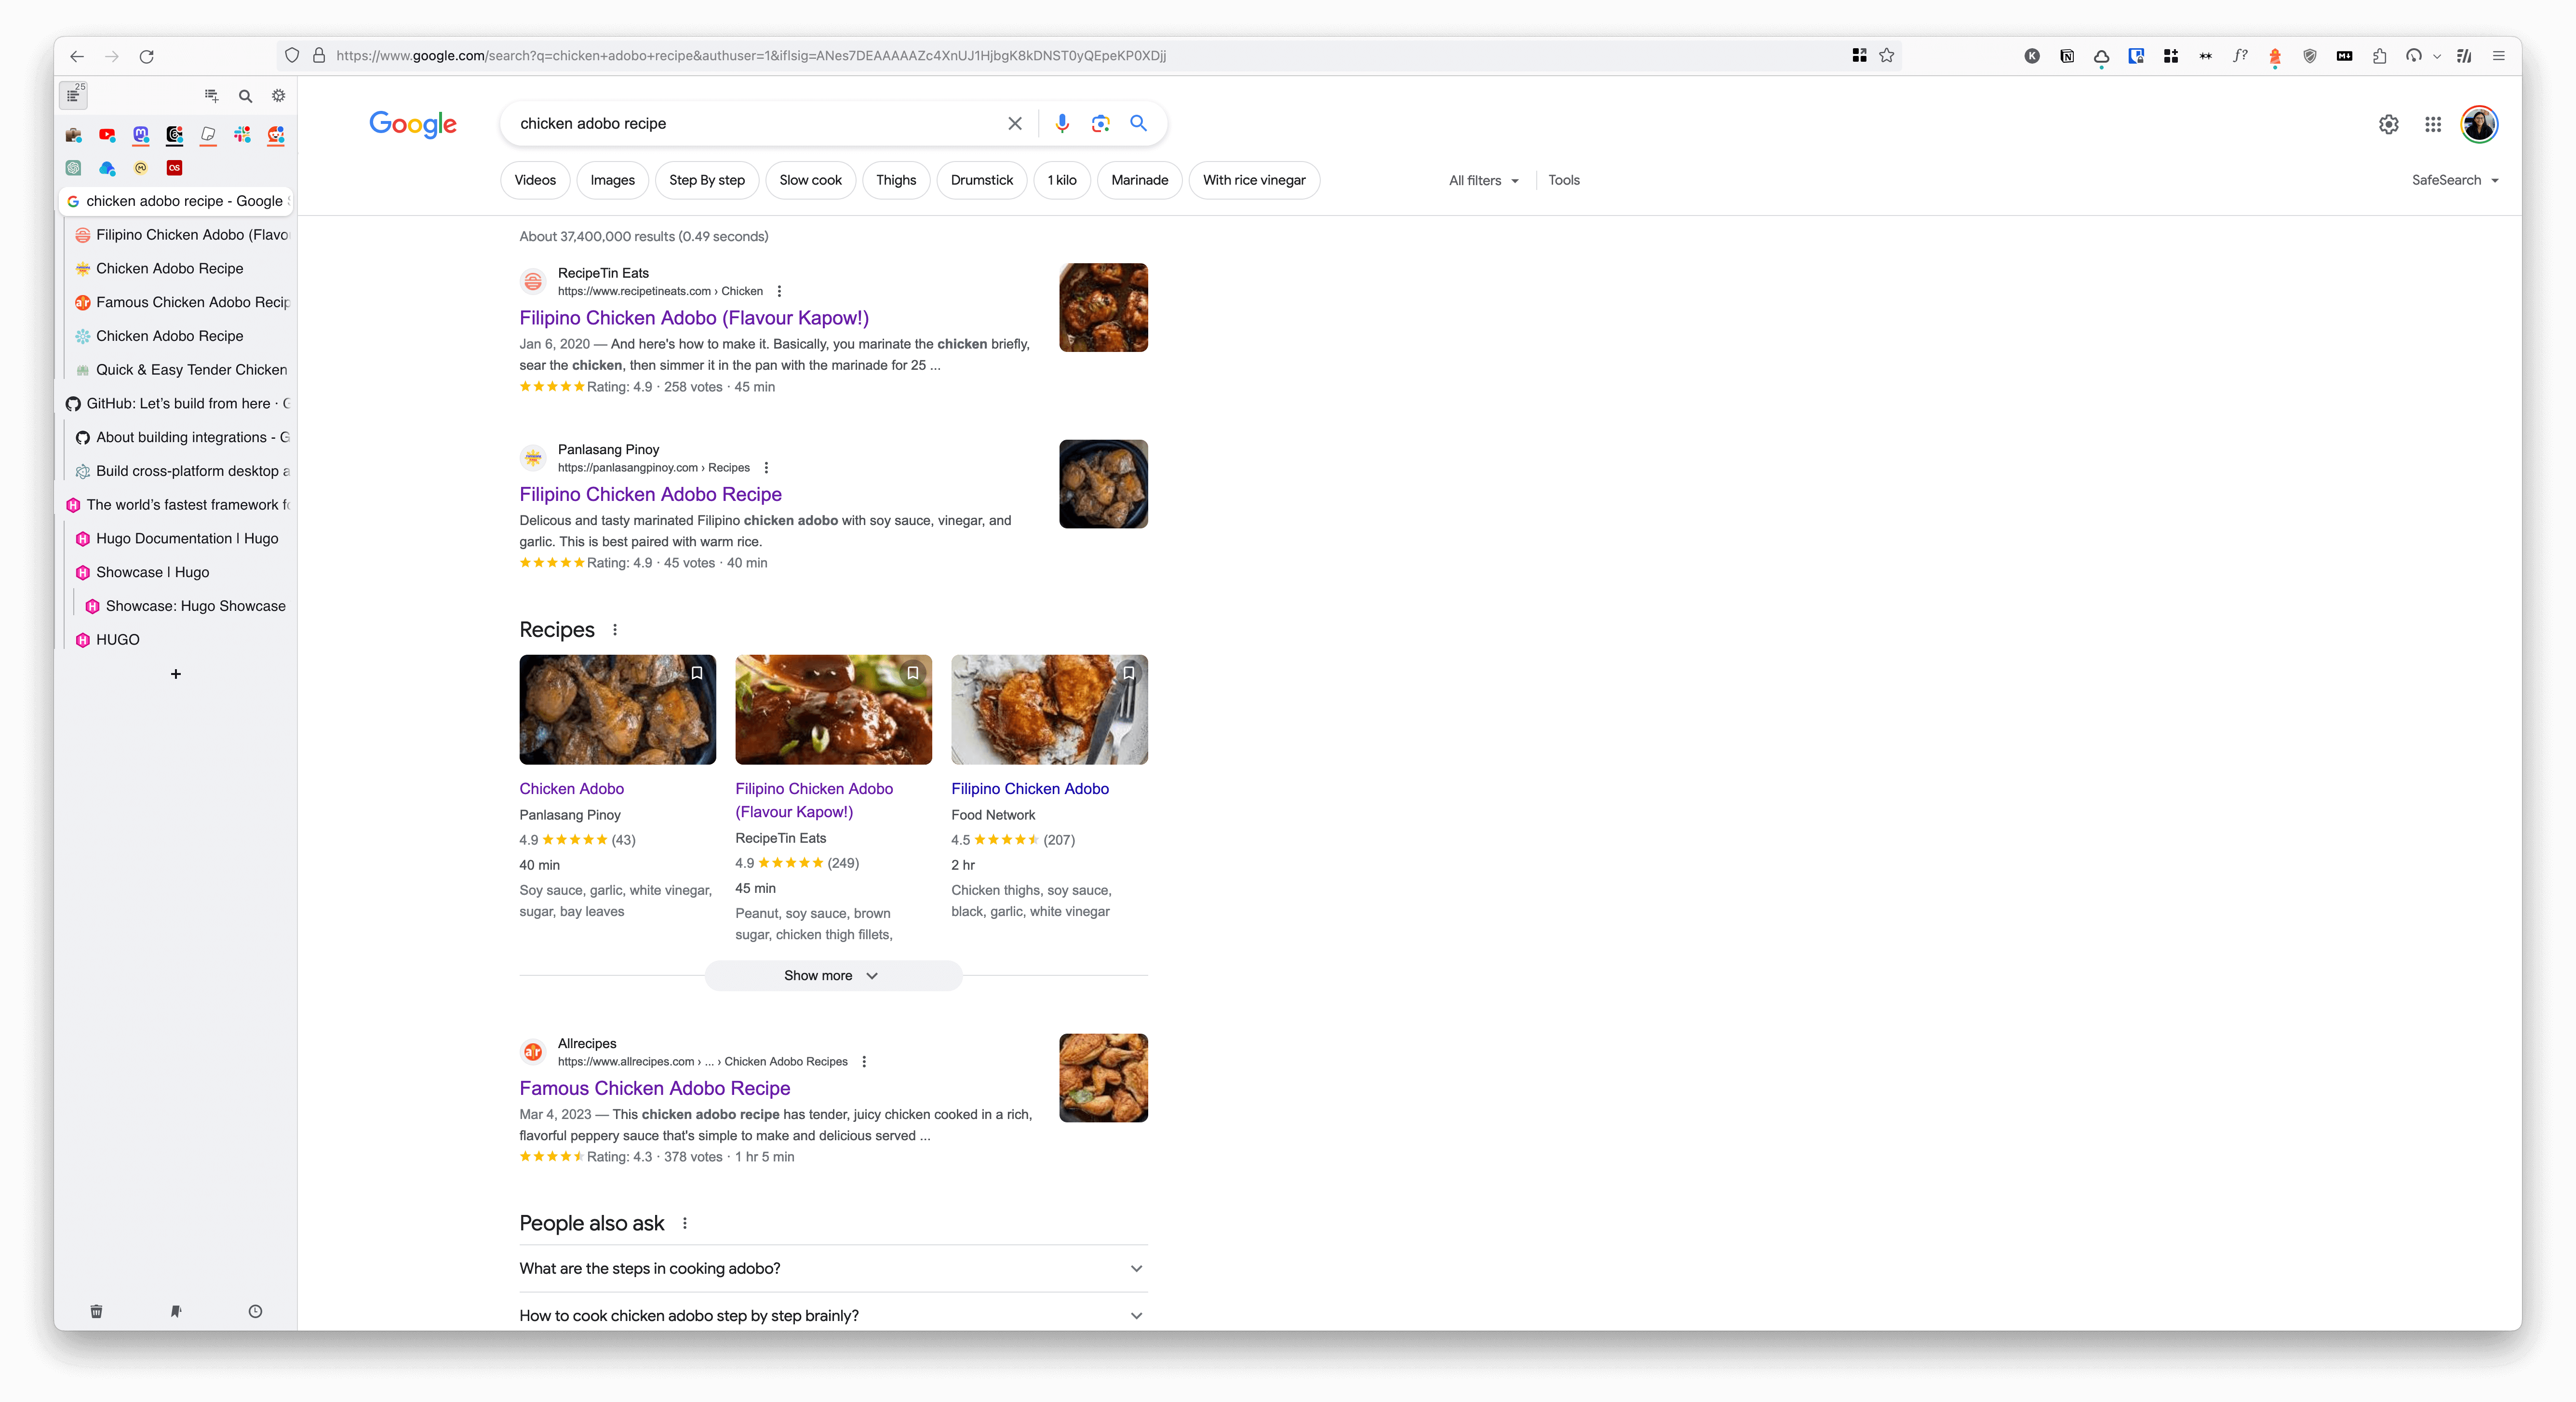 https://www.google.com/search?q=chicken+adobo+recipe&authuser=1&iflsig=ANes7DEAAAAAZc4XnUJ1HjbgK8kDNST0yQEpeKP0XDjj
25
chicken adobo recipe - Google
Filipino Chicken Adobo (Flavo
Chicken Adobo Recipe
Famous Chicken Adobo Recip
Chicken Adobo Recipe
Quick & Easy Tender Chicken
GitHub: Let's build from here · G
About building integrations - G
Build cross-platform desktop a
The world's fastest framework fo
Hugo Documentation | Hugo
Showcase | Hugo
Showcase: Hugo Showcase
HUGO
+
Google
chicken adobo recipe
Videos
Images
Step By step
Slow cook
Thighs
Drumstick
1 kilo
Marinade
With rice vinegar
All filters
Tools
SafeSearch
About 37,400,000 results (0.49 seconds)
RecipeTin Eats
https://www.recipetineats.com › Chicken
Filipino Chicken Adobo (Flavour Kapow!)
Jan 6, 2020 — And here's how to make it. Basically, you marinate the chicken briefly,
sear the chicken, then simmer it in the pan with the marinade for 25 ...
Rating: 4.9 · 258 votes · 45 min
Panlasang Pinoy
https://panlasangpinoy.com › Recipes
Filipino Chicken Adobo Recipe
Delicous and tasty marinated Filipino chicken adobo with soy sauce, vinegar, and
garlic. This is best paired with warm rice.
Rating: 4.9 · 45 votes · 40 min
Recipes
Chicken Adobo
Panlasang Pinoy
4.9 (43)
40 min
Soy sauce, garlic, white vinegar,
sugar, bay leaves
Filipino Chicken Adobo
(Flavour Kapow!)
RecipeTin Eats
4.9 (249)
45 min
Peanut, soy sauce, brown
sugar, chicken thigh fillets,
Filipino Chicken Adobo
Food Network
4.5 (207)
2 hr
Chicken thighs, soy sauce,
black, garlic, white vinegar
Show more
Allrecipes
https://www.allrecipes.com › ... › Chicken Adobo Recipes
Famous Chicken Adobo Recipe
Mar 4, 2023 — This chicken adobo recipe has tender, juicy chicken cooked in a rich,
flavorful peppery sauce that's simple to make and delicious served ...
Rating: 4.3 · 378 votes · 1 hr 5 min
People also ask
What are the steps in cooking adobo?
How to cook chicken adobo step by step brainly?